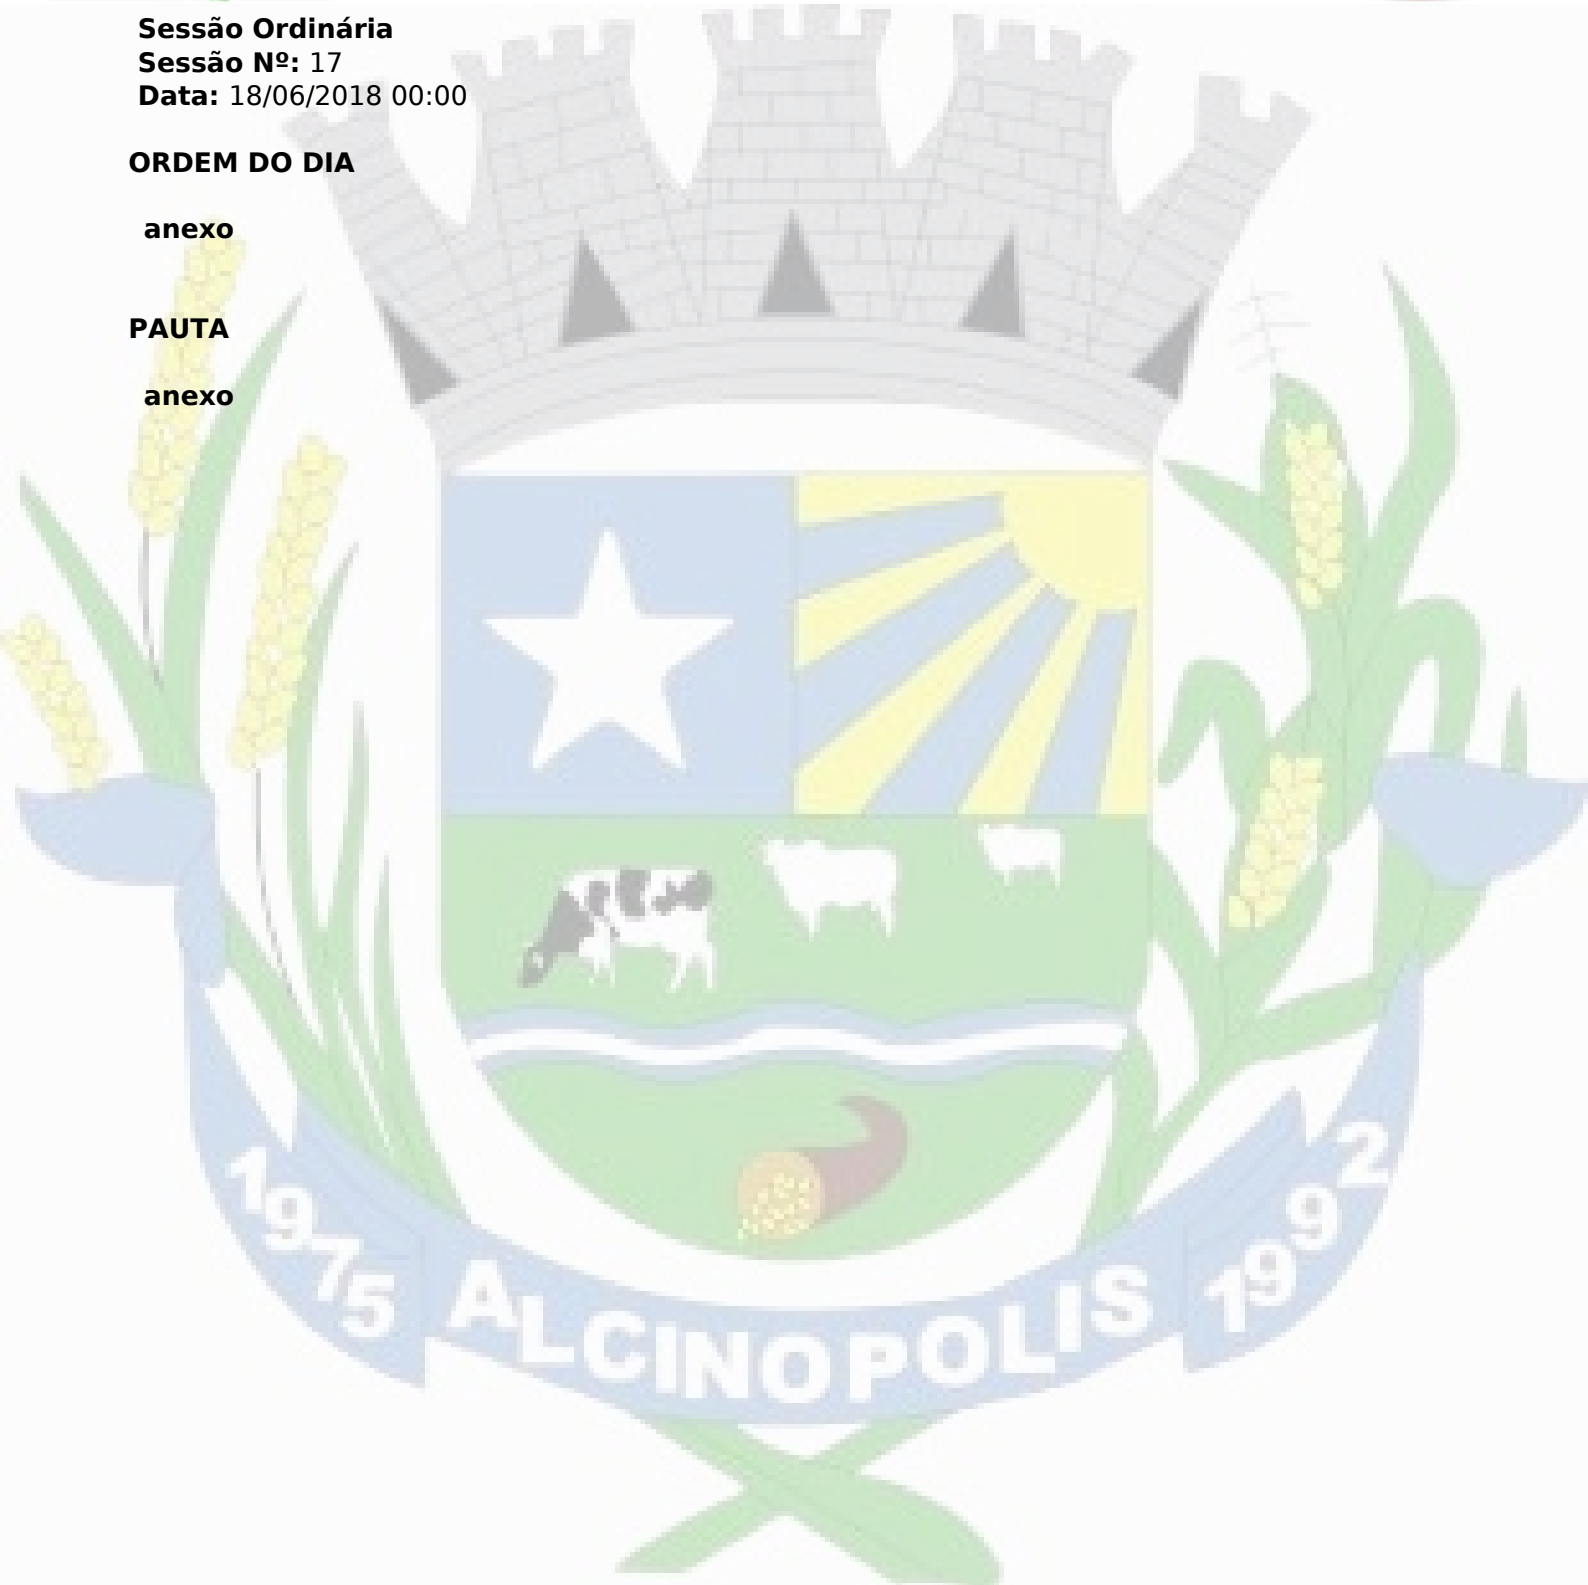 Sessão Ordinária
Sessão Nº: 17
Data: 18/06/2018 00:00
ORDEM DO DIA
anexo
PAUTA
anexo
1975
ALCINOPOLIS
1992